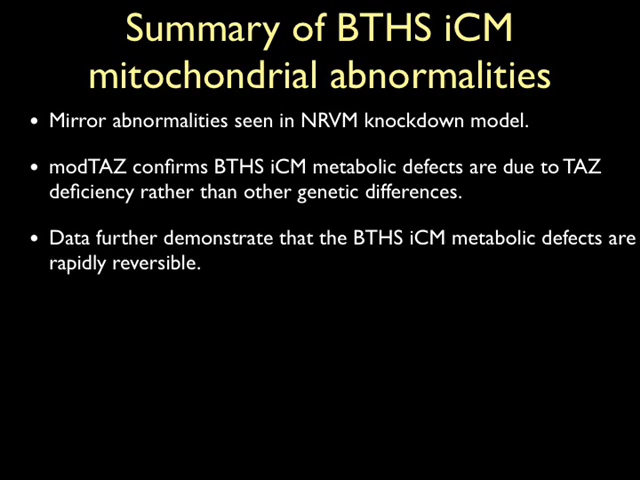 Summary of BTHS iCM
mitochondrial abnormalities
• Mirror abnormalities seen in NRVM knockdown model.
• modTAZ confirms BTHS iCM metabolic defects are due to TAZ
deficiency rather than other genetic differences.
• Data further demonstrate that the BTHS iCM metabolic defects are
rapidly reversible.